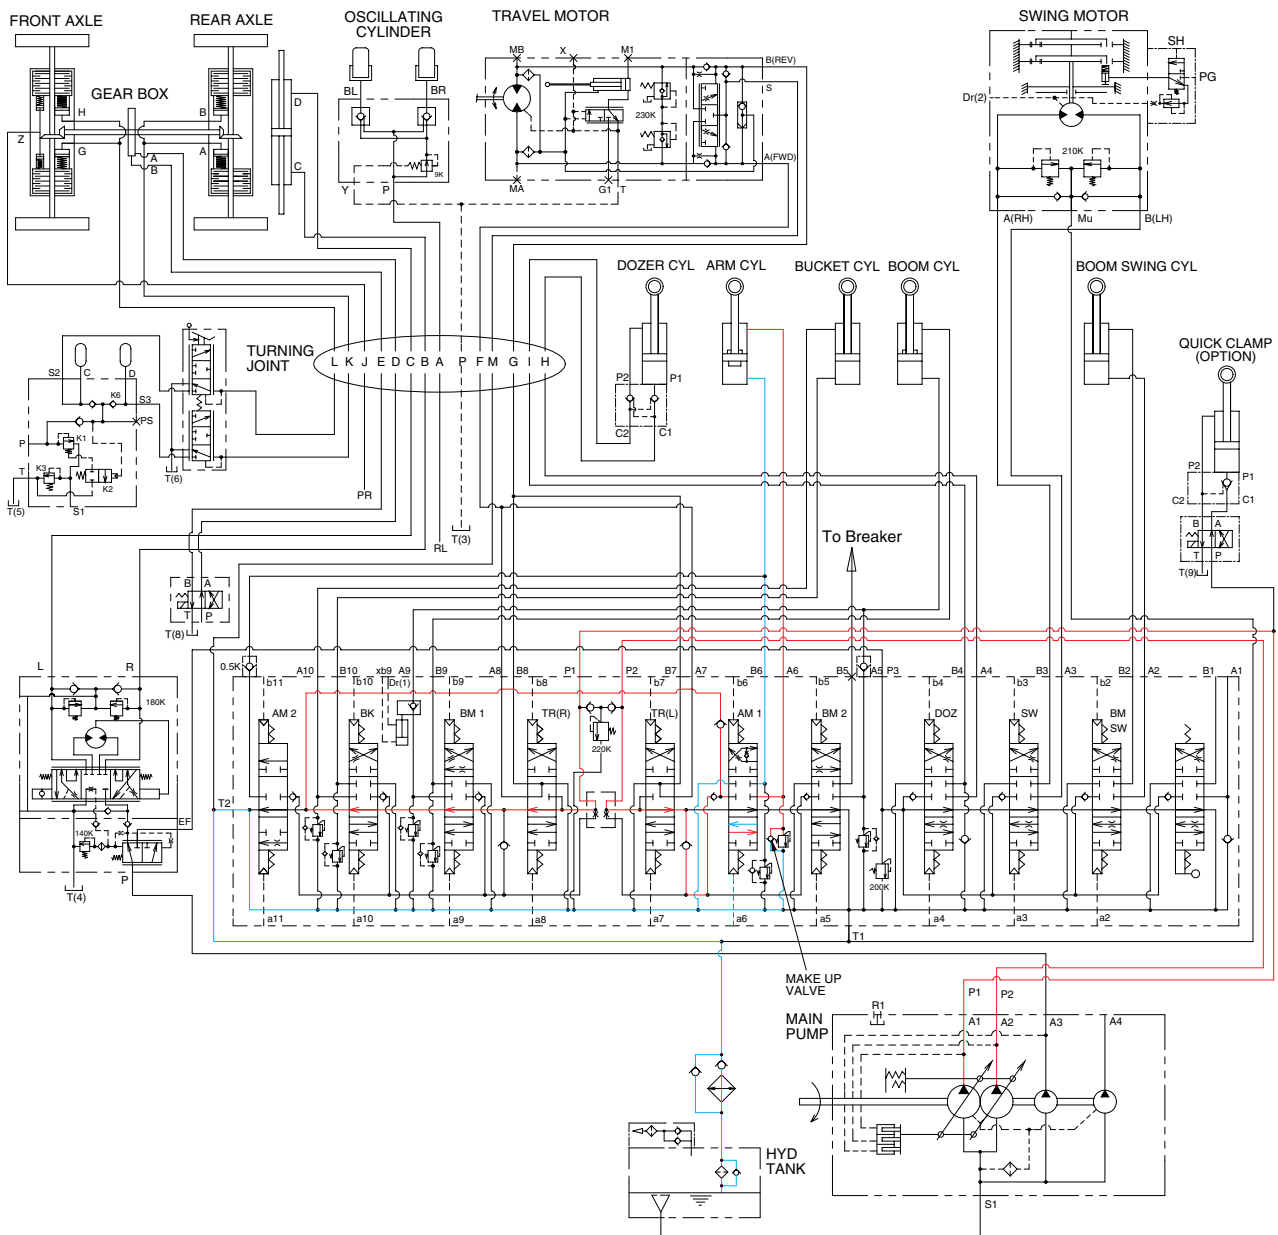 FRONT AXLE
REAR AXLE
OSCILLATING
CYLINDER
TRAVEL MOTOR
SWING MOTOR
SH
PG
Dr(2)
MB
X
M1
B(REV)
S
230K
A(FWD)
MA
G1
T
BL
BR
9K
Y
P
GEAR BOX
H
B
D
Z
G
A
A
B
C
210K
A(RH)
Mu
B(LH)
DOZER CYL
ARM CYL
BUCKET CYL
BOOM CYL
BOOM SWING CYL
QUICK CLAMP
(OPTION)
TURNING
JOINT
L K J E D C B A P F M G I H
P2
P1
C2
C1
S2
C
D
K6
S3
PS
P
K1
T
K3
K2
T(5)
S1
T(6)
PR
RL
T(3)
P2
P1
C2
C1
B
A
T
P
T(9)
To Breaker
B
A
T
P
T(8)
L
R
0.5K
A10
B10
xb9
A9
B9
A8
B8
P1
P2
B7
A7
B6
A6
B5
A5
P3
B4
A4
B3
A3
B2
A2
B1
A1
b11
b10
Dr(1)
b9
b8
b7
b6
b5
b4
b3
b2
180K
AM 2
BK
BM 1
TR(R)
220K
TR(L)
AM 1
BM 2
DOZ
SW
BM
SW
T2
EF
140K
P
T(4)
200K
a11
a10
a9
a8
a7
a6
a5
a4
a3
a2
T1
MAKE UP
VALVE
P1
P2
R1
MAIN
PUMP
A1
A2
A3
A4
HYD
TANK
S1